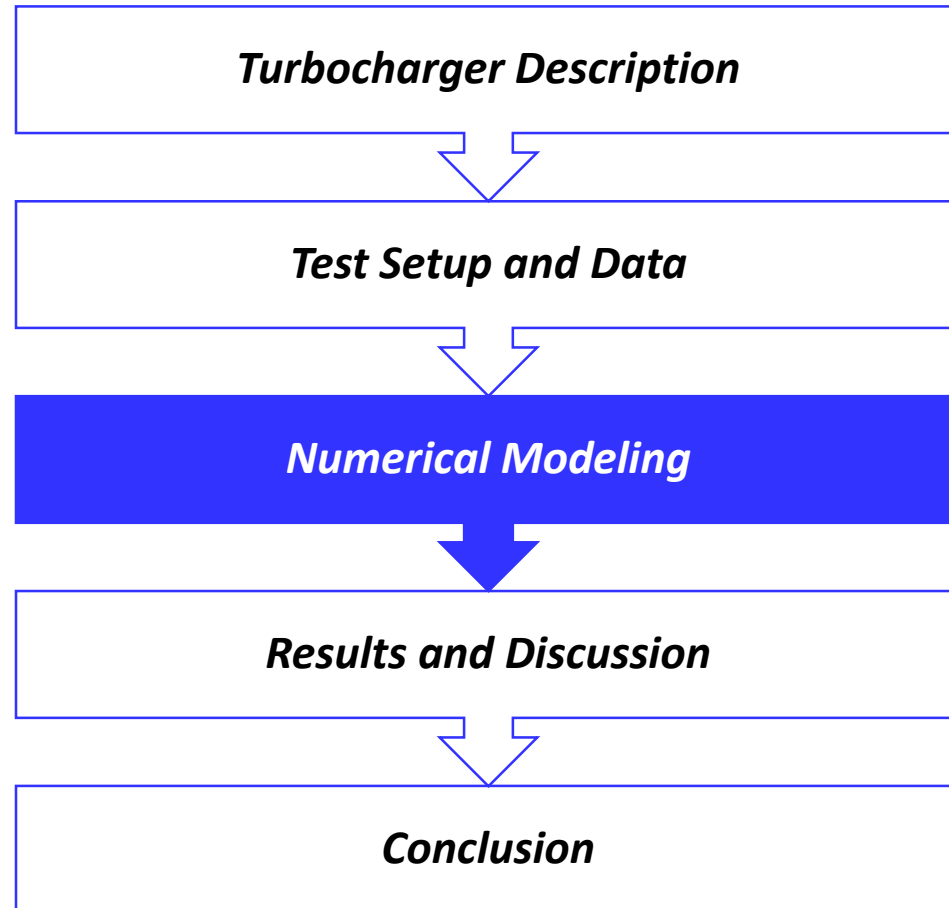 Turbocharger Description
Test Setup and Data
Numerical Modeling
Results and Discussion
Conclusion